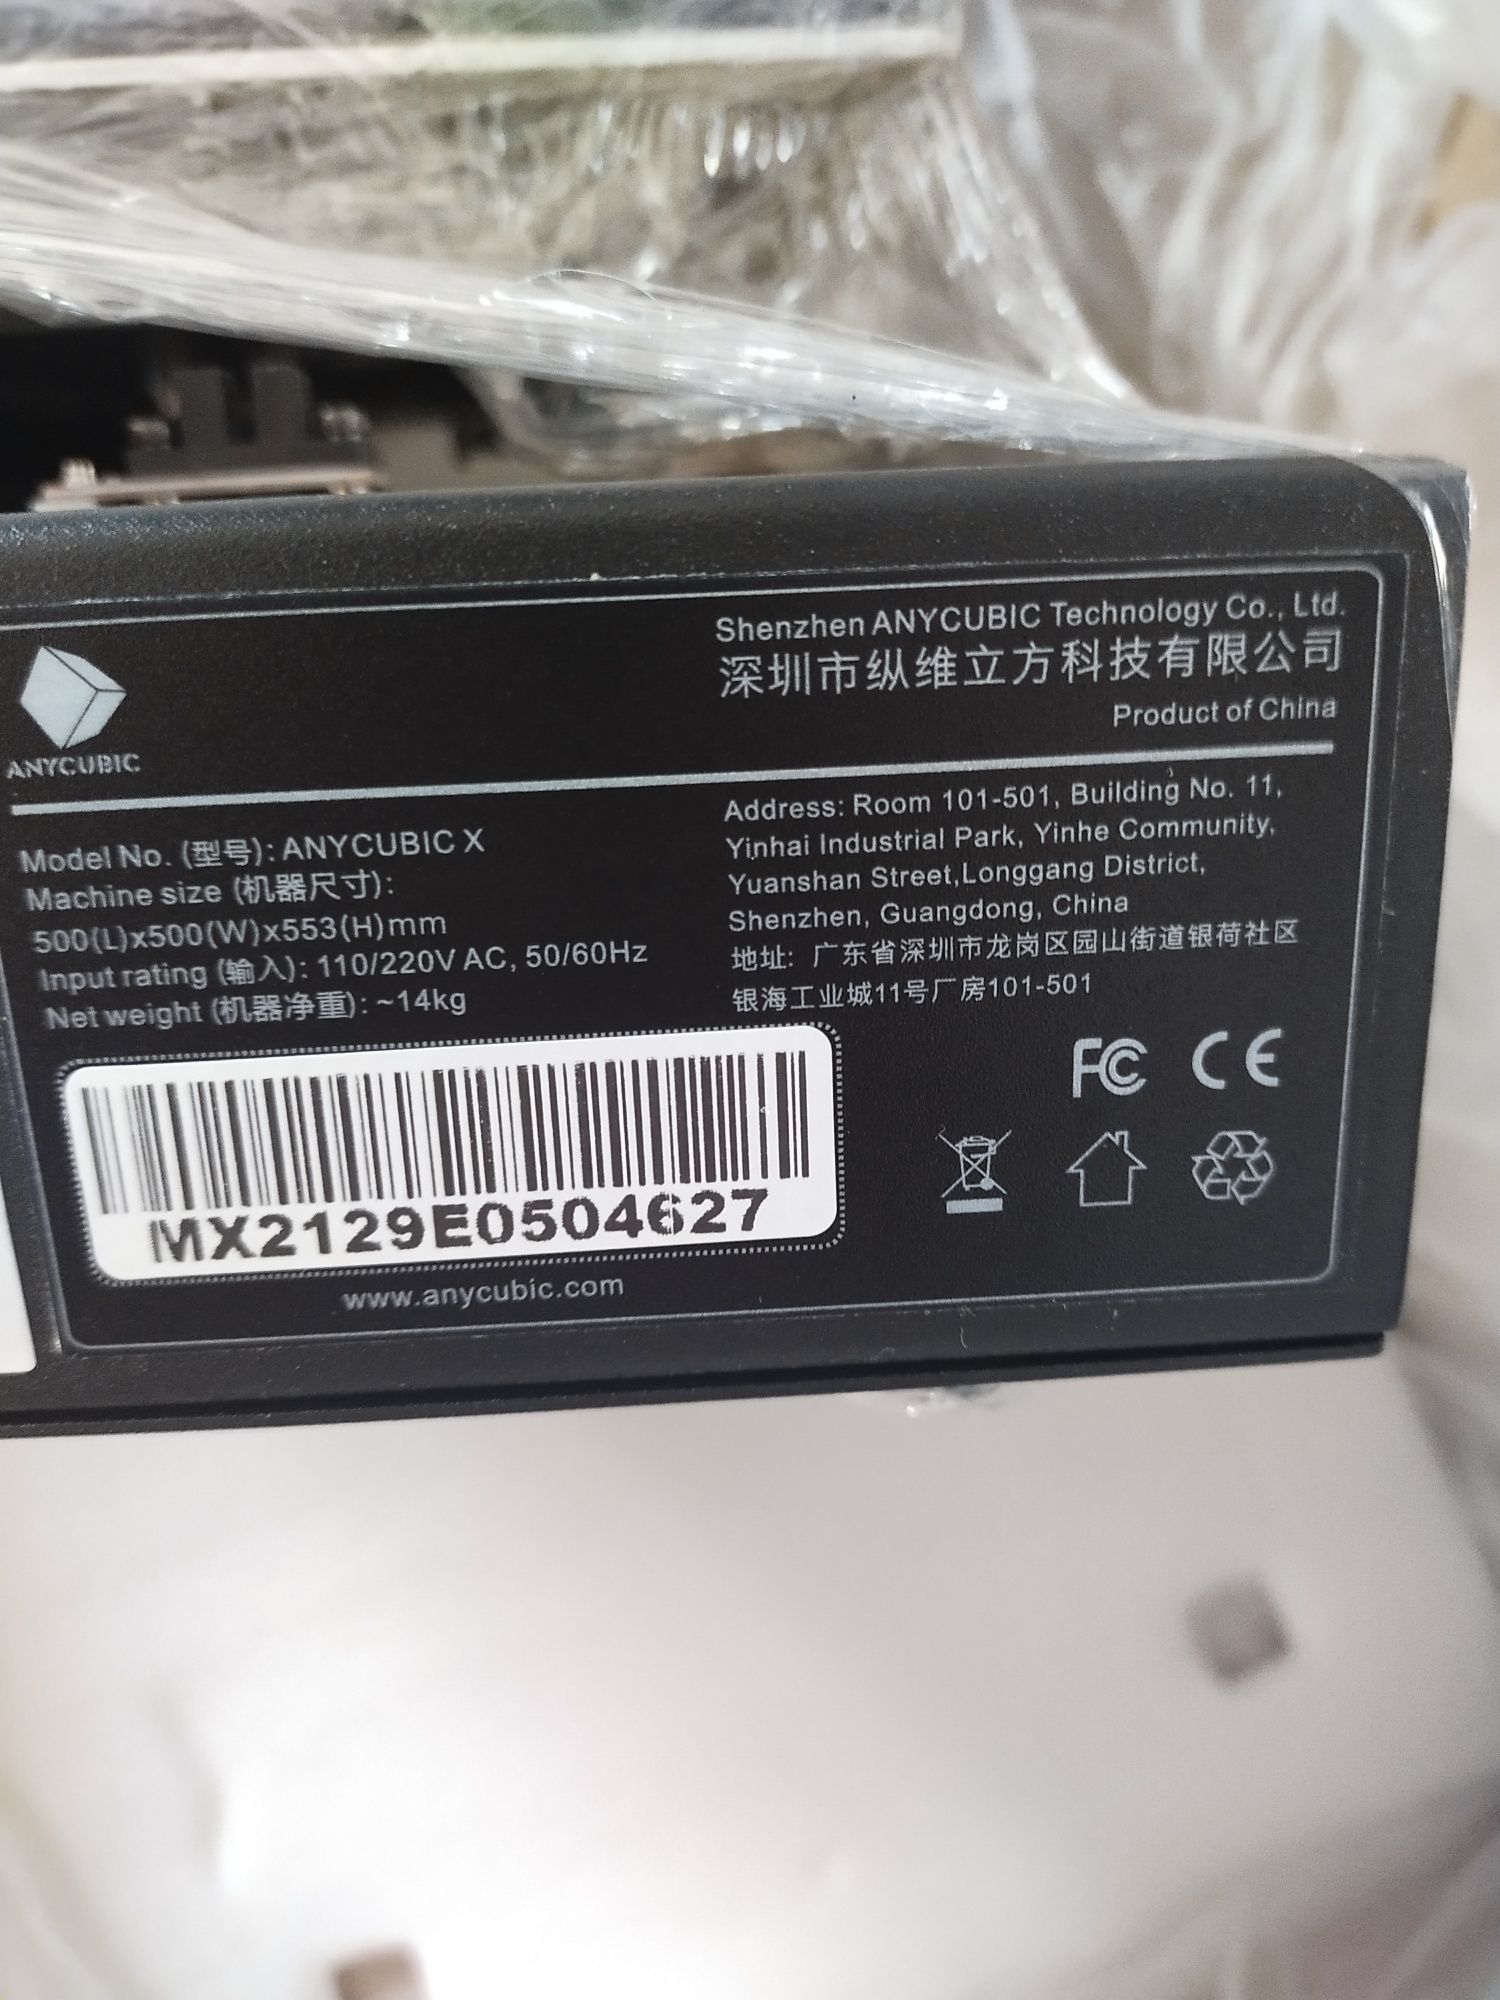 Shenzhen ANYCUBIC Technology Co., Ltd.
深圳市纵维立方科技有限公司
Product of China
ANYCUBIC
Model No. (型号): ANYCUBIC X
Machine size (机器尺寸):
500(L)x500(W)x553(H)mm
Input rating (输入): 110/220V AC, 50/60Hz
Net weight (机器净重): ~14kg
Address: Room 101-501, Building No. 11,
Yinhai Industrial Park, Yinhe Community,
Yuanshan Street,Longgang District,
Shenzhen, Guangdong, China
地址: 广东省深圳市龙岗区园山街道银荷社区
银海工业城11号厂房101-501
FC CE
MX2129E0504627
www.anycubic.com